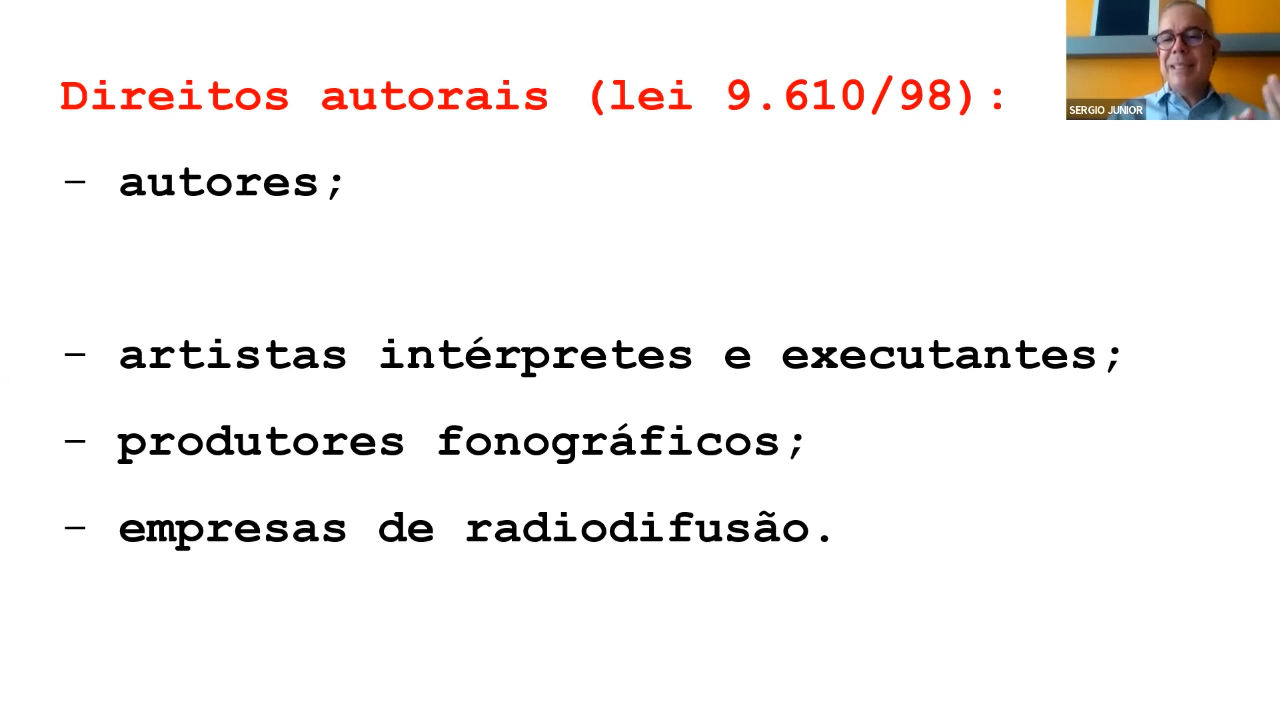 Direitos autorais (lei 9.610/98):
SERGIO JUNIOR
- autores;
- artistas intérpretes e executantes;
- produtores fonográficos;
- empresas de radiodifusão.